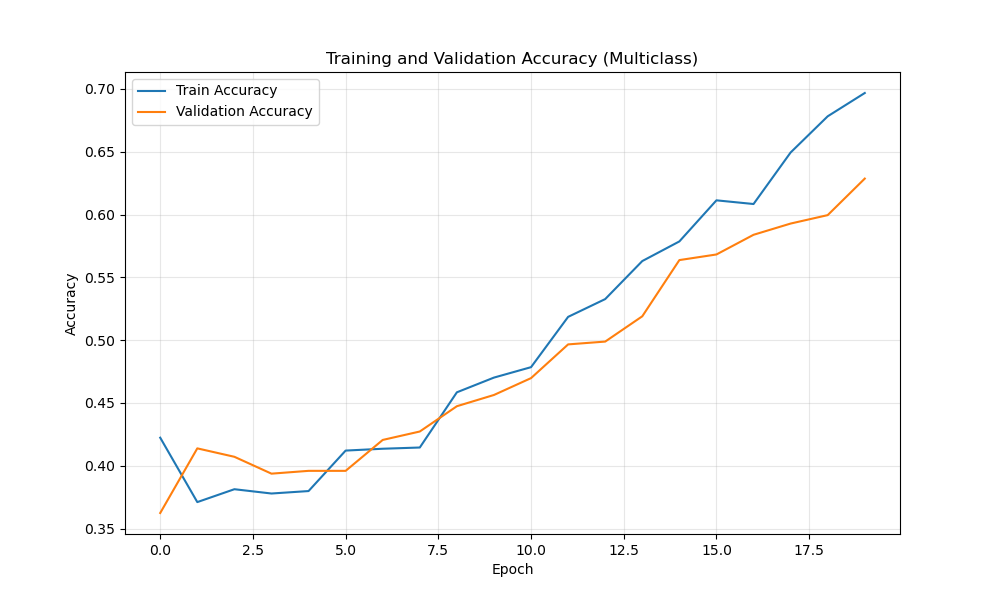 Training and Validation Accuracy (Multiclass)
Train Accuracy
Validation Accuracy
Accuracy
0.70
0.65
0.60
0.55
0.50
0.45
0.40
0.35
0.0 2.5 5.0 7.5 10.0 12.5 15.0 17.5
Epoch